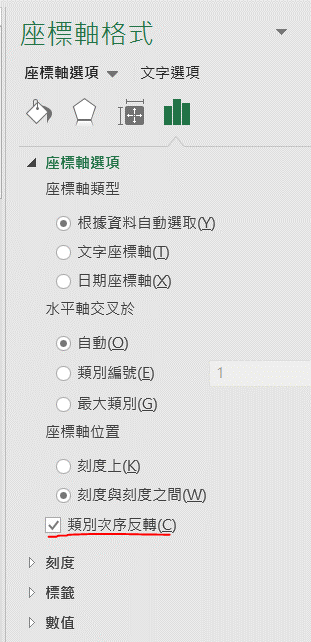 座標軸格式
座標軸選項 文字選項
座標軸選項
座標軸類型
根據資料自動選取(Y)
文字座標軸(T)
日期座標軸(X)
水平軸交叉於
自動(O)
類別編號(E) 1
最大類別(G)
座標軸位置
刻度上(K)
刻度與刻度之間(W)
類別次序反轉(C)
刻度
標籤
數值